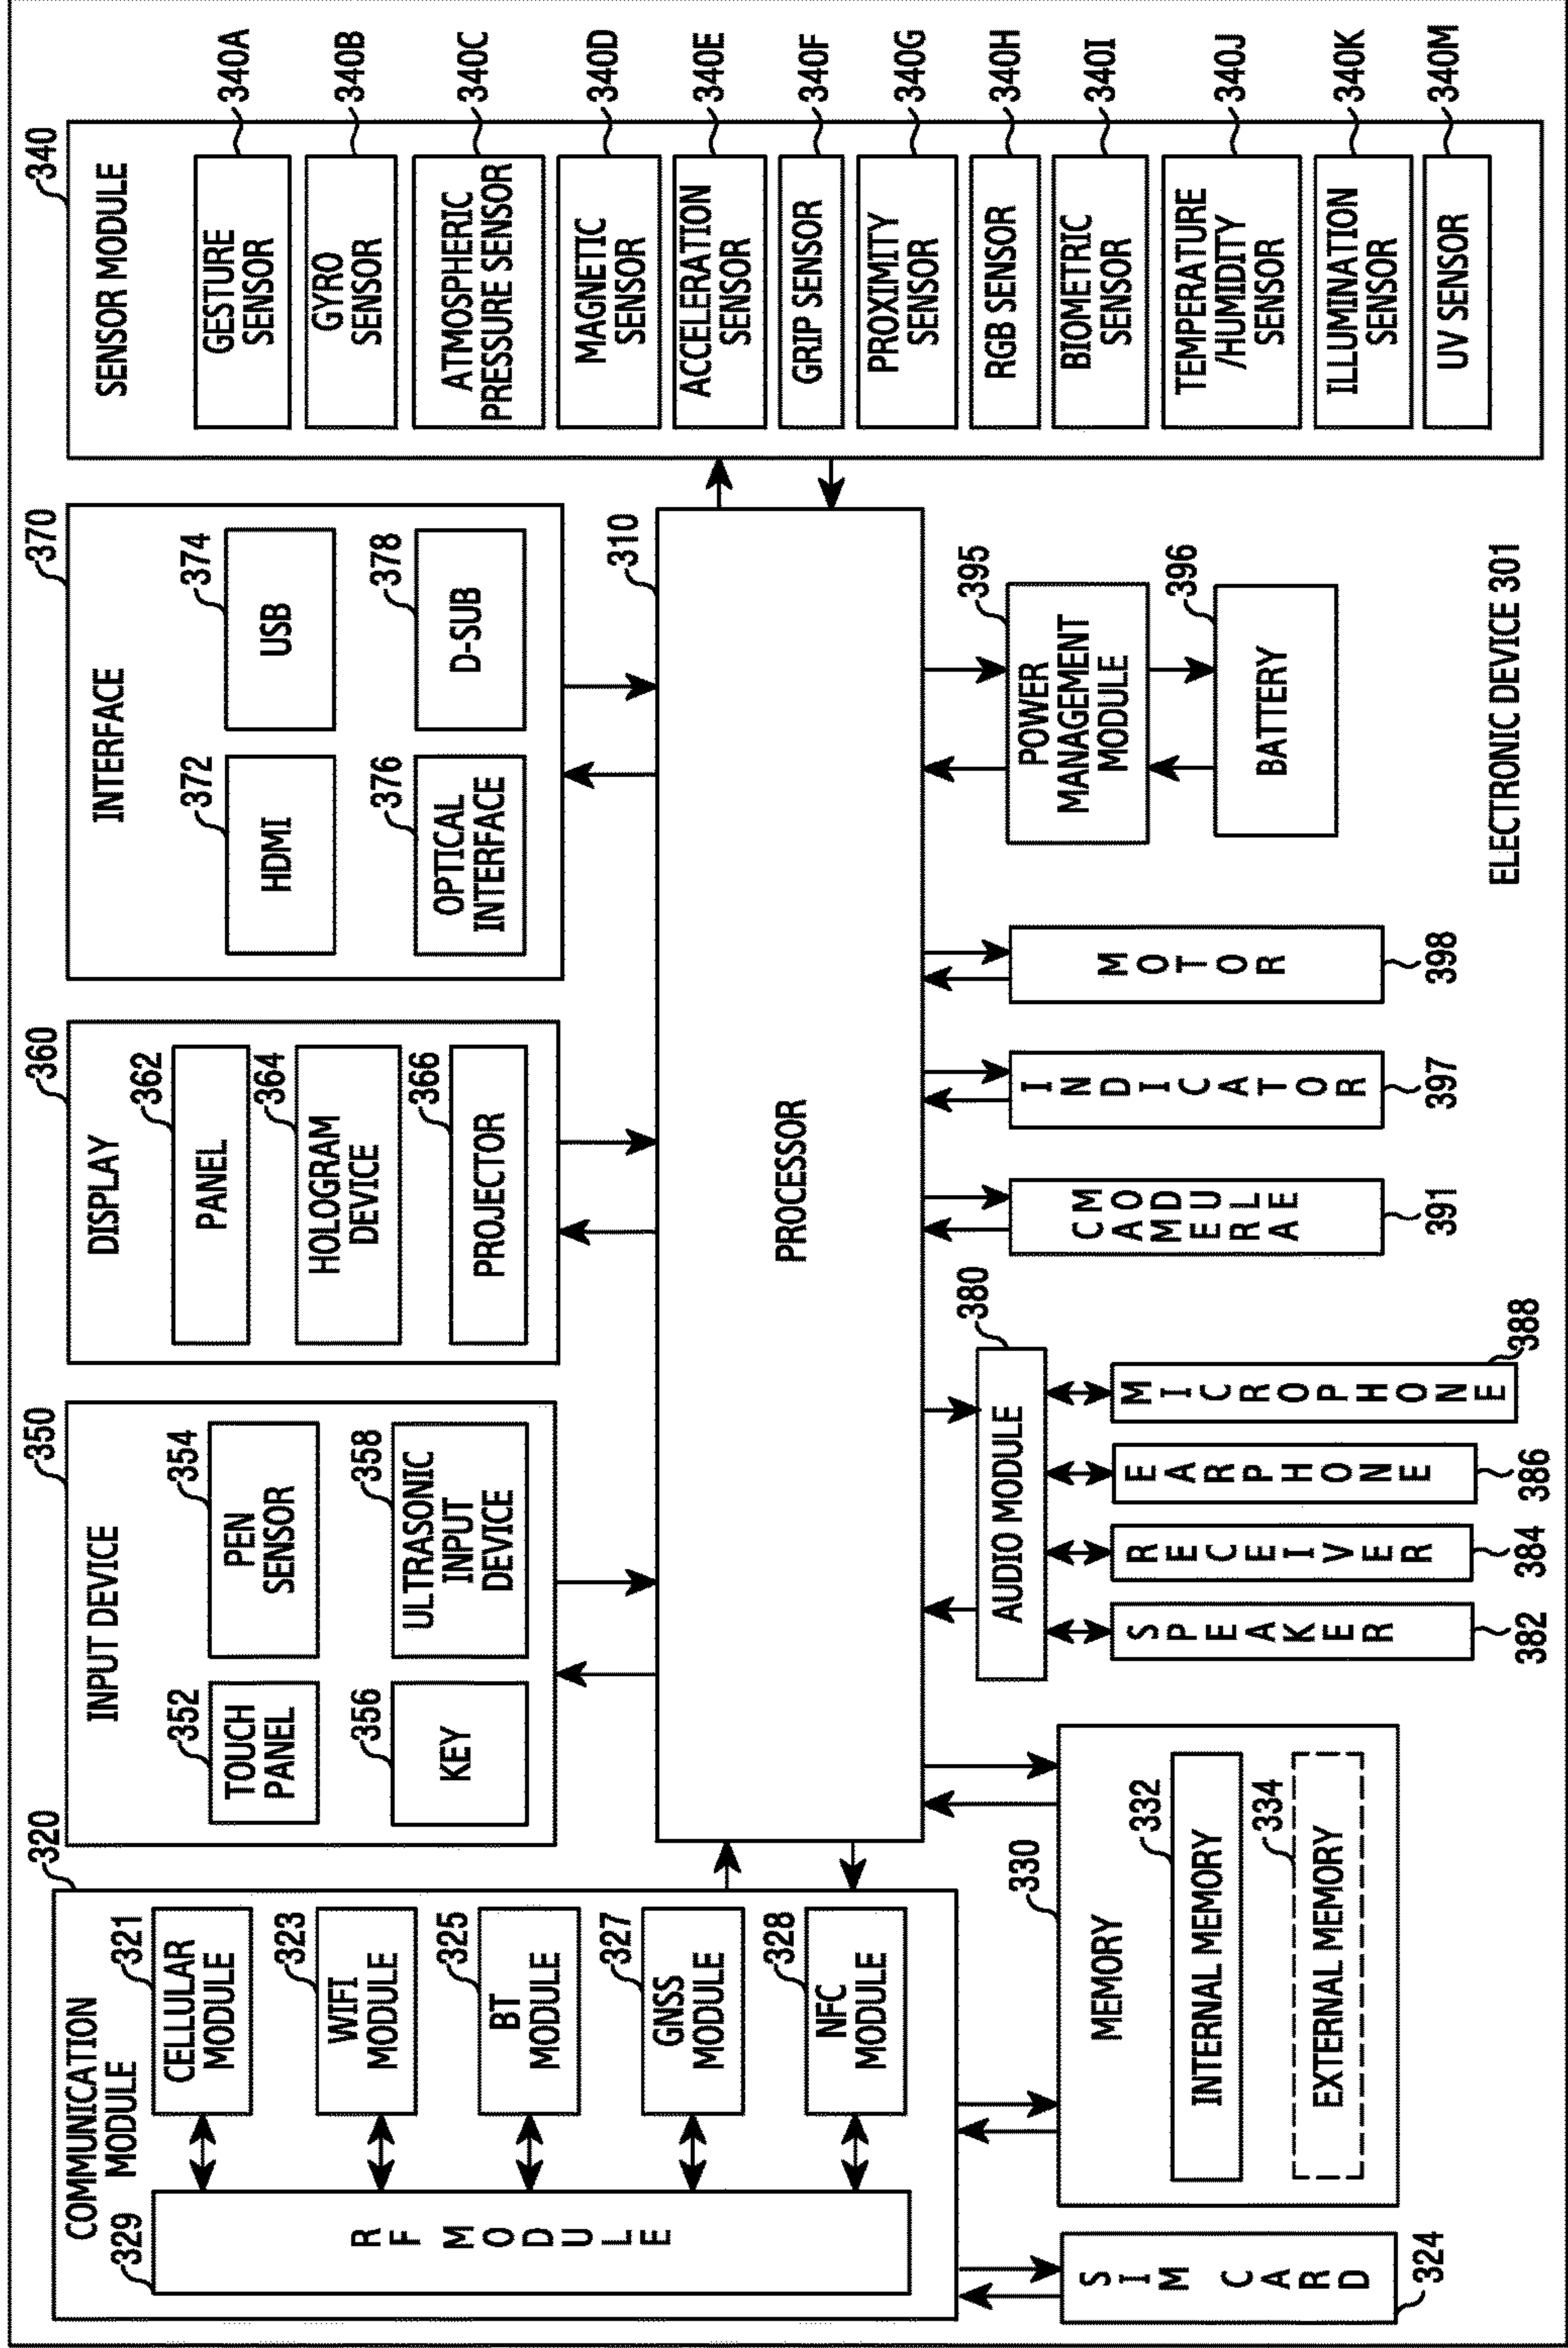 COMMUNICATION
MODULE
320
329
RF MODULE
321
CELLULAR
MODULE
323
WIFI
MODULE
325
BT
MODULE
327
GNSS
MODULE
328
NFC
MODULE
350
INPUT DEVICE
352
TOUCH
PANEL
354
PEN
SENSOR
356
KEY
358
ULTRASONIC
INPUT
DEVICE
360
DISPLAY
362
PANEL
364
HOLOGRAM
DEVICE
366
PROJECTOR
370
INTERFACE
372
HDMI
374
USB
376
OPTICAL
INTERFACE
378
D-SUB
340
SENSOR MODULE
GESTURE
SENSOR
340A
GYRO
SENSOR
340B
ATMOSPHERIC
PRESSURE SENSOR
340C
MAGNETIC
SENSOR
340D
ACCELERATION
SENSOR
340E
GRIP SENSOR
340F
PROXIMITY
SENSOR
340G
RGB SENSOR
340H
BIOMETRIC
SENSOR
340I
TEMPERATURE
/HUMIDITY
SENSOR
340J
ILLUMINATION
SENSOR
340K
UV SENSOR
340M
310
PROCESSOR
SIM CARD
324
330
MEMORY
332
INTERNAL MEMORY
334
EXTERNAL MEMORY
380
AUDIO MODULE
SPEAKER
382
RECEIVER
384
EARPHONE
386
MICROPHONE
388
CAMERA
MODULE
391
INDICATOR
397
MOTOR
398
395
POWER
MANAGEMENT
MODULE
396
BATTERY
ELECTRONIC DEVICE 301